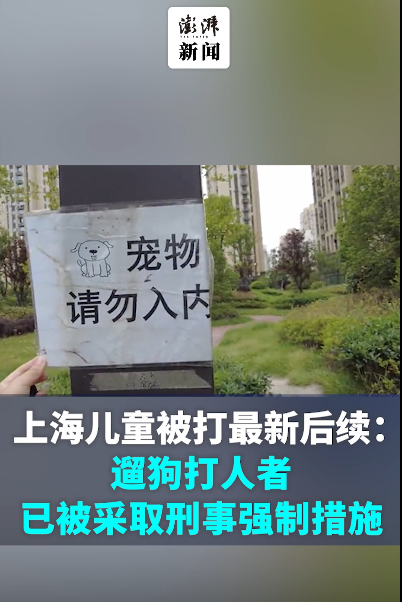 澎湃
THE PAPER
新闻
宠物
请勿入内
上海儿童被打最新后续：
遛狗打人者
已被采取刑事强制措施